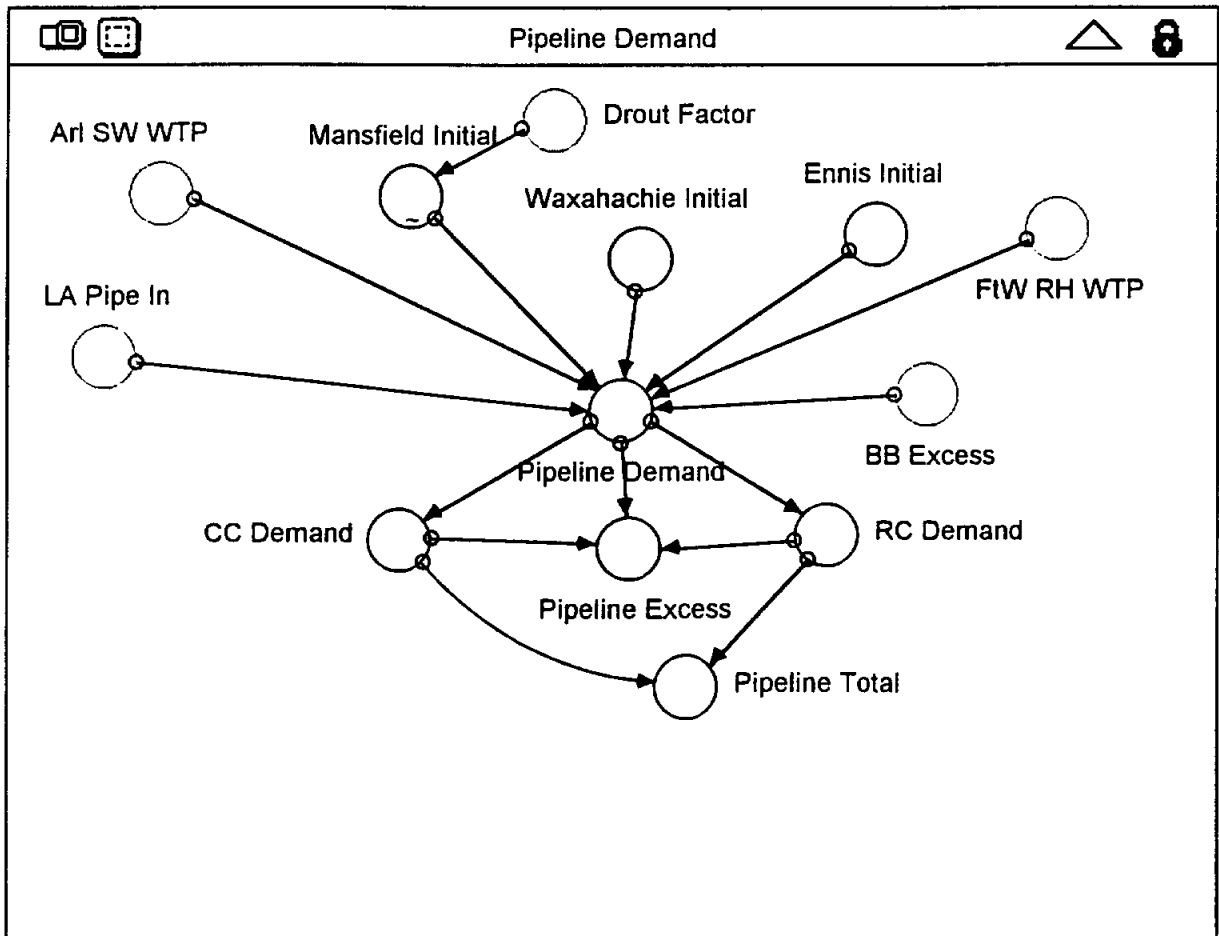 Pipeline Demand
Drout Factor
Arl SW WTP
Mansfield Initial
Ennis Initial
Waxahachie Initial
FtW RH WTP
LA Pipe In
BB Excess
Pipeline Demand
CC Demand
RC Demand
Pipeline Excess
Pipeline Total